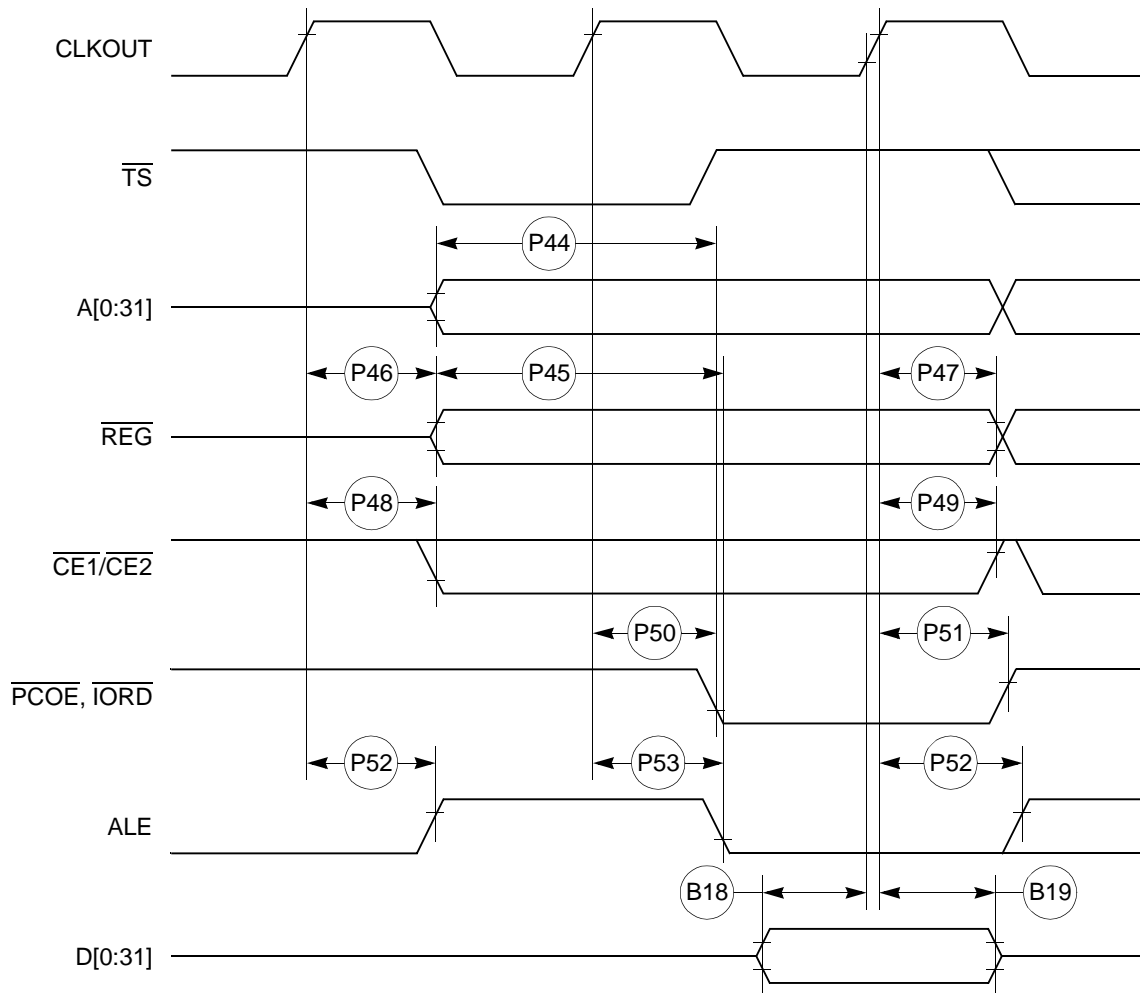 CLKOUT
TS
P44
A[0:31]
P46 P45 P47
REG
P48 P49
CE1/CE2
P50 P51
PCOE, IORD
P52 P53 P52
ALE
B18 B19
D[0:31]